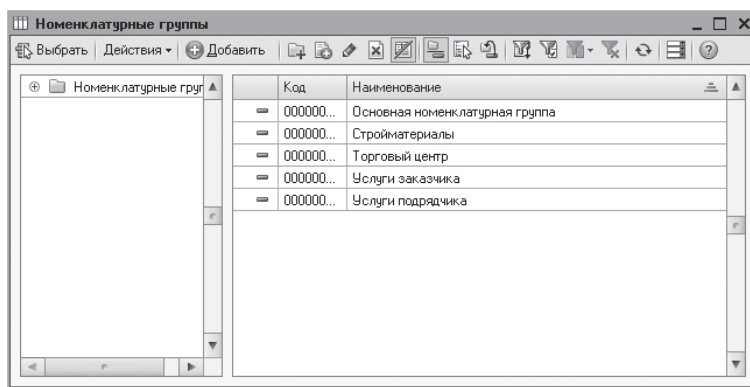 Номенклатурные группы
Выбрать Действия Добавить
Номенклатурные груг
Код Наименование
000000... Основная номенклатурная группа
000000... Стройматериалы
000000... Торговый центр
000000... Услуги заказчика
000000... Услуги подрядчика